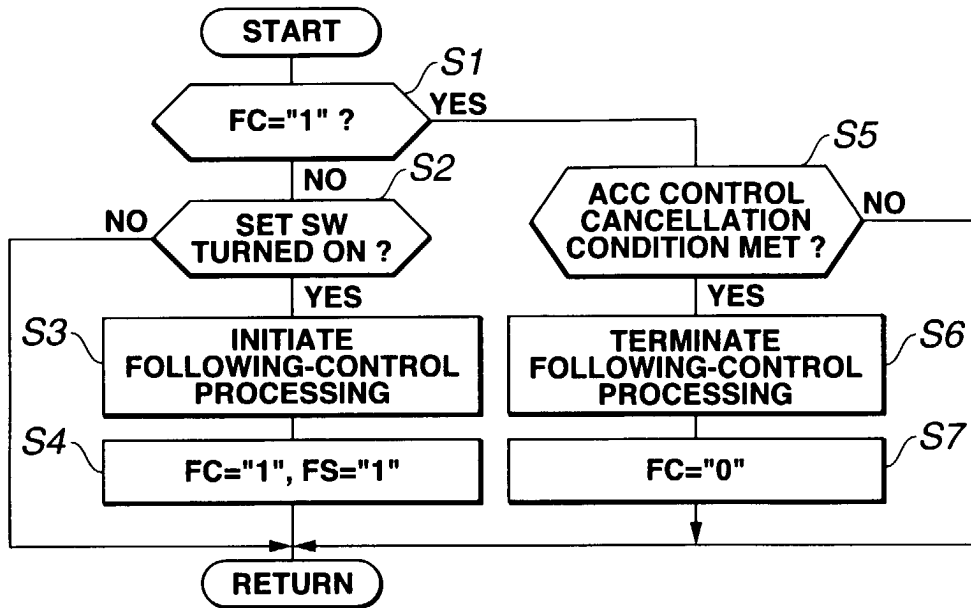 START
S1
FC="1" ?
YES
NO
S2
S5
NO
SET SW
TURNED ON ?
ACC CONTROL
CANCELLATION
CONDITION MET ?
NO
YES
YES
S3
INITIATE
FOLLOWING-CONTROL
PROCESSING
TERMINATE
FOLLOWING-CONTROL
PROCESSING
S6
S4
FC="1", FS="1"
FC="0"
S7
RETURN